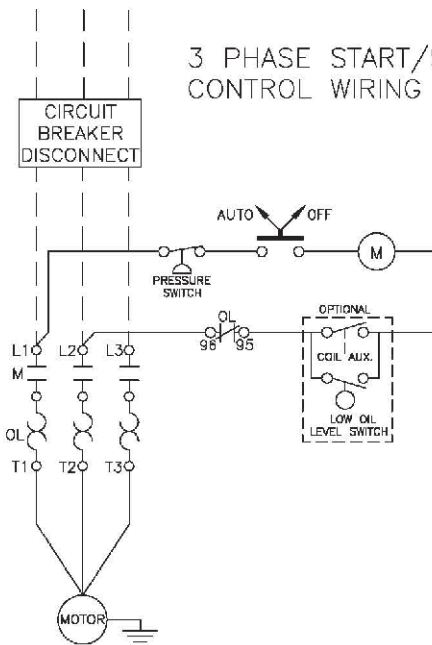 3 PHASE START/
CONTROL WIRING
CIRCUIT
BREAKER
DISCONNECT
AUTO
OFF
M
PRESSURE
SWITCH
OPTIONAL
OL
96 95
COIL AUX.
LOW OIL
LEVEL SWITCH
L1 L2 L3
M
OL
T1 T2 T3
MOTOR